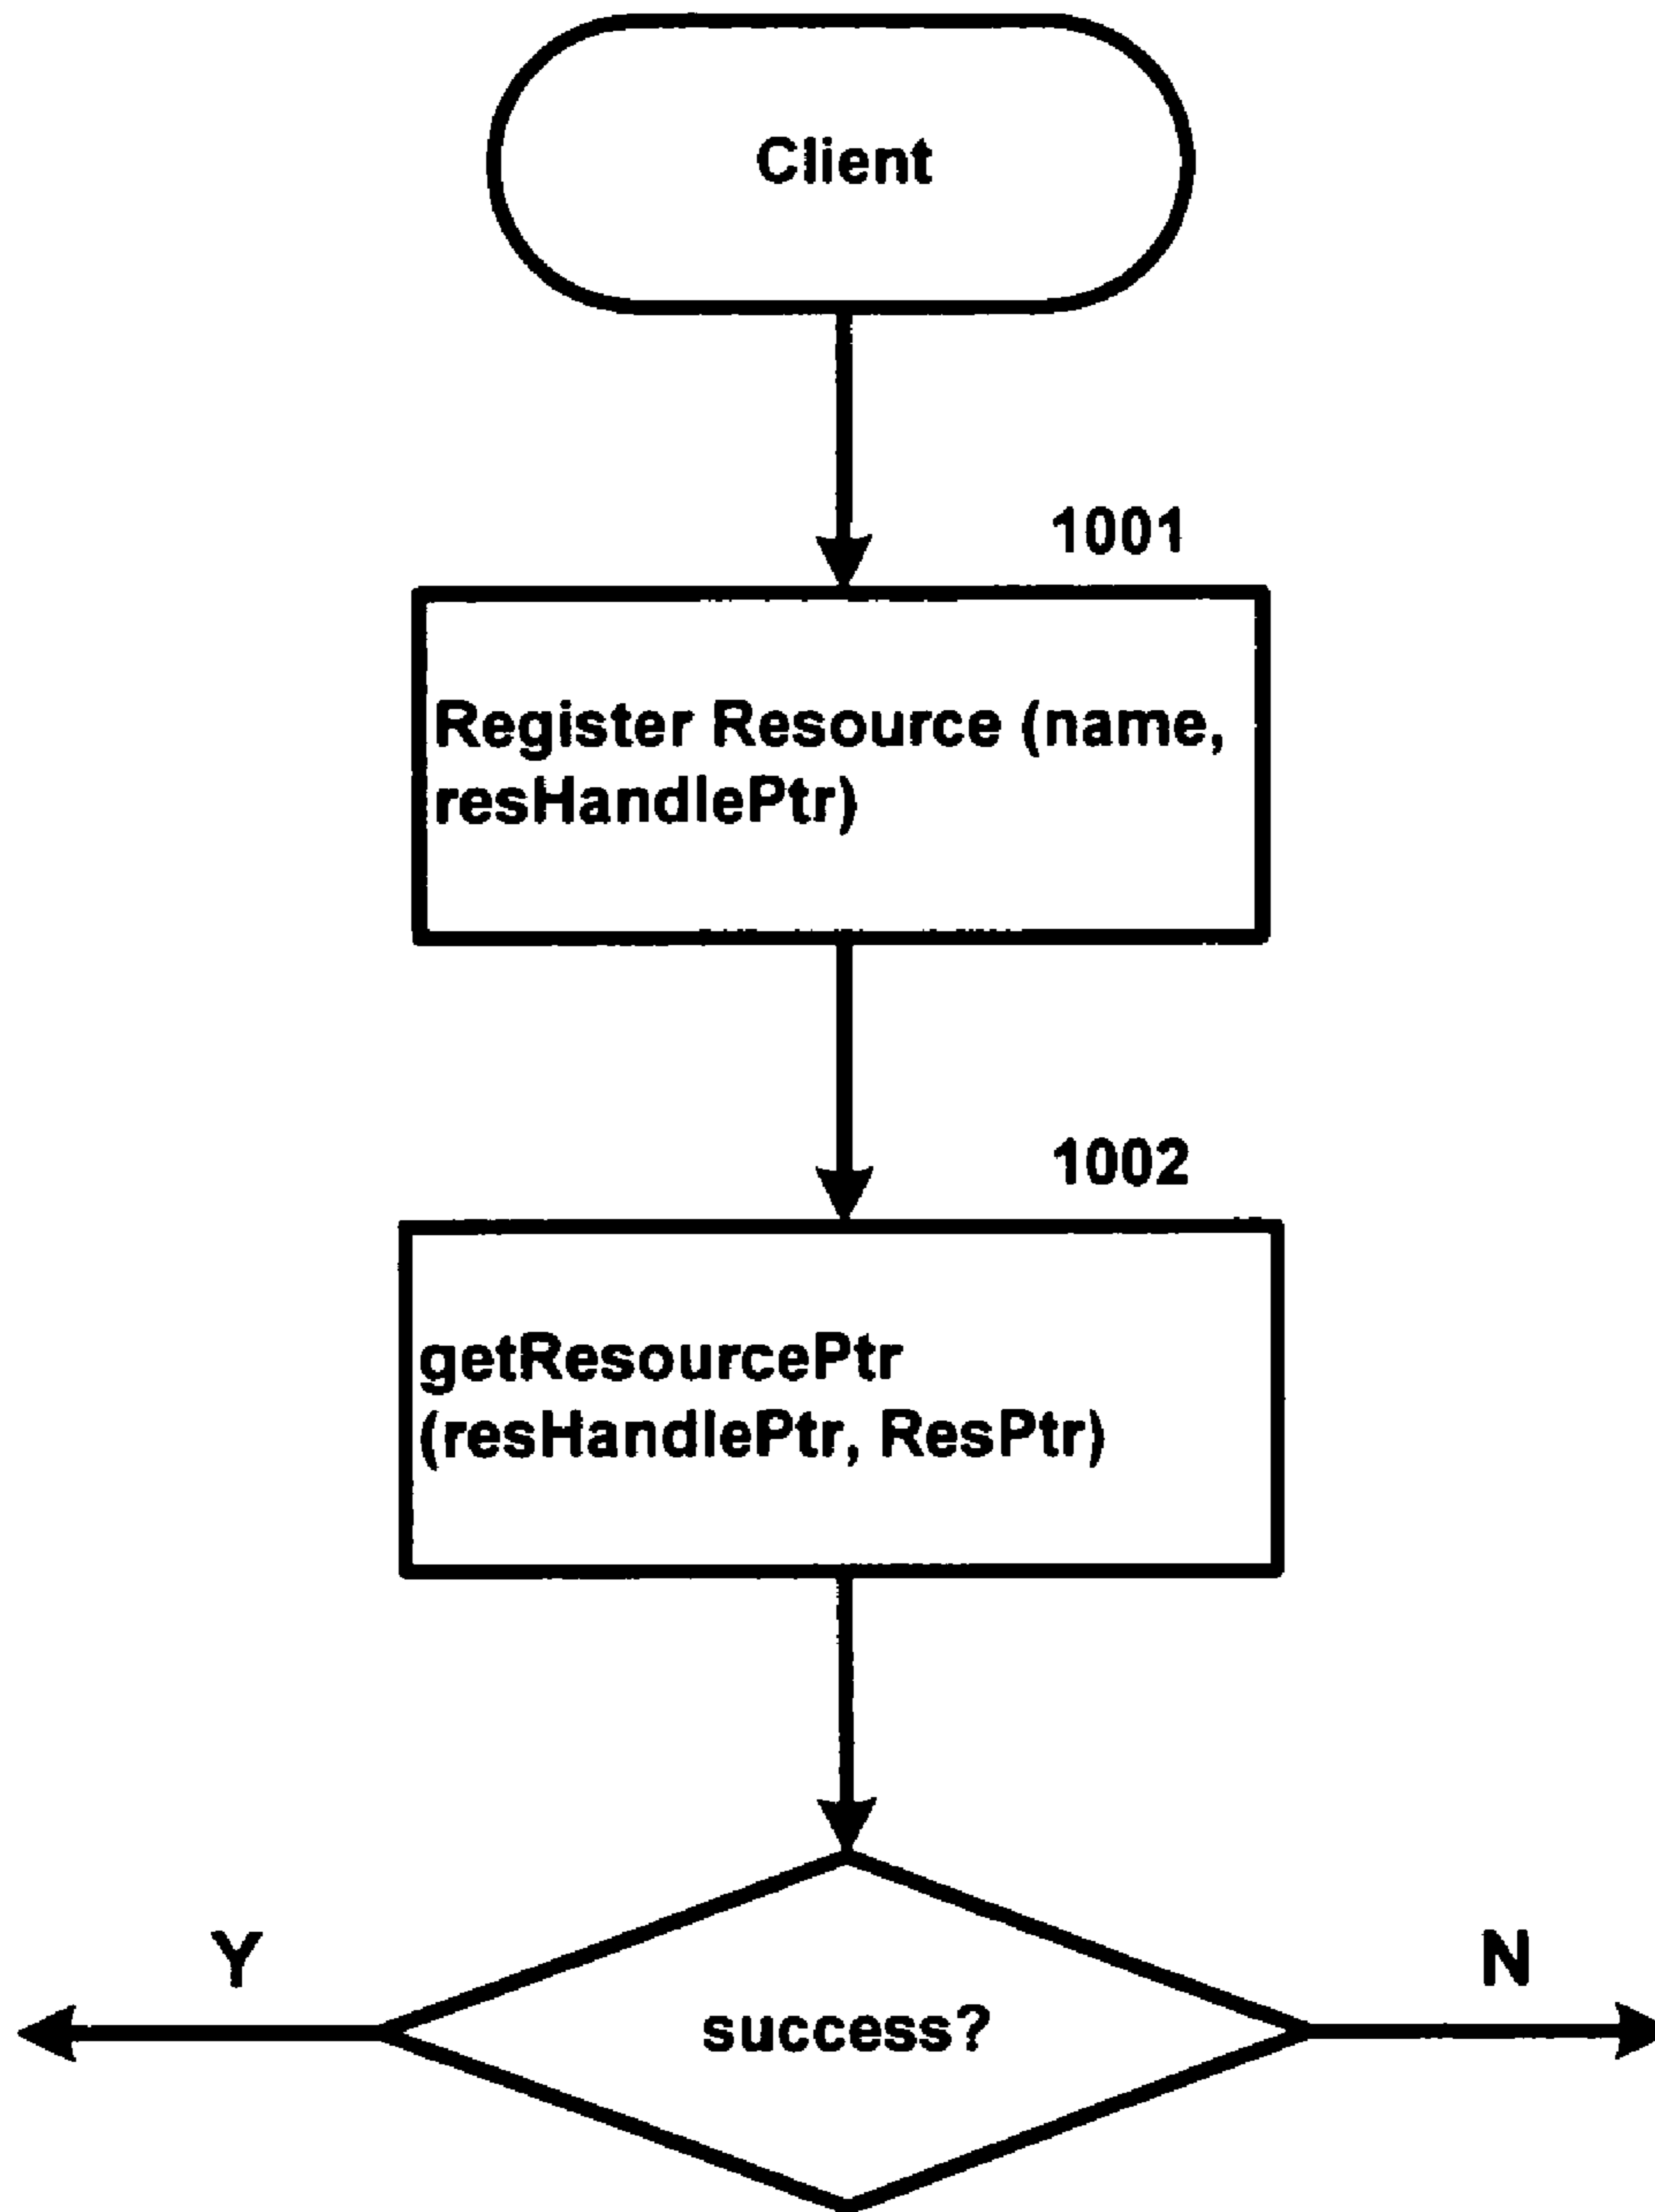 Client
1001
Register Resource (name,
resHandlePtr)
1002
getResourcePtr
(resHandlePtr, ResPtr)
Y
N
success?